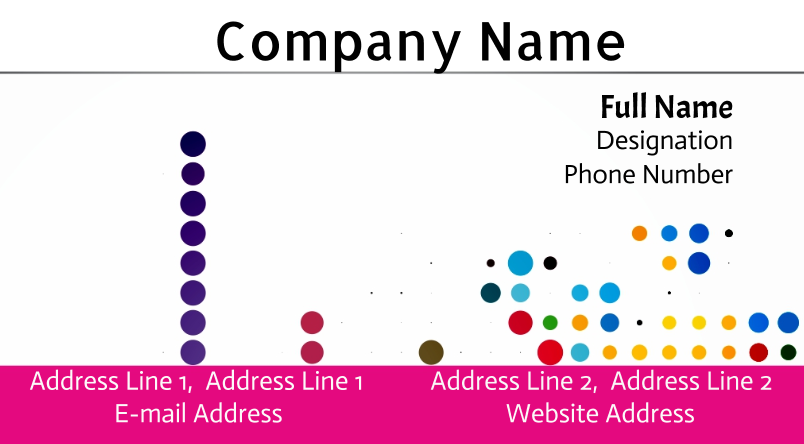 Company Name
Full Name
Designation
Phone Number
Address Line 1,  Address Line 1
E-mail Address
Address Line 2,  Address Line 2
Website Address